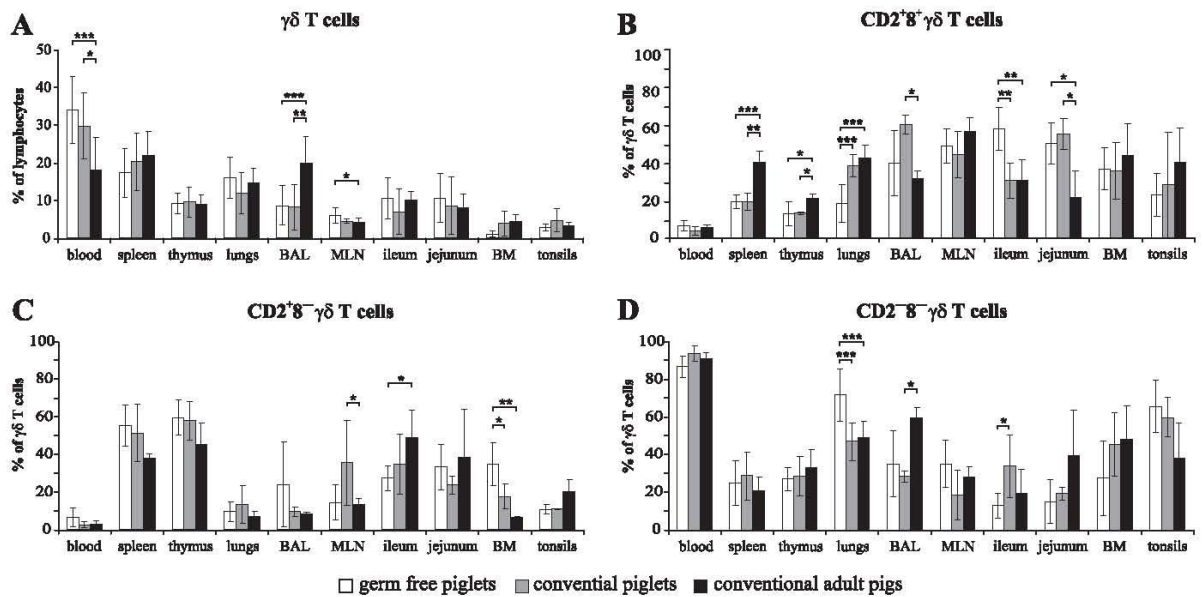 A
γδ T cells
***
*
***
**
*
% of lymphocytes
50
40
30
20
10
0
blood spleen thymus lungs BAL MLN ileum jejunum BM tonsils
B
CD2⁺8⁺γδ T cells
***
**
*
*
***
***
*
**
**
*
*
% of γδ T cells
100
80
60
40
20
0
blood spleen thymus lungs BAL MLN ileum jejunum BM tonsils
C
CD2⁺8⁻γδ T cells
*
*
**
*
% of γδ T cells
100
80
60
40
20
0
blood spleen thymus lungs BAL MLN ileum jejunum BM tonsils
D
CD2⁻8⁻γδ T cells
***
***
*
*
% of γδ T cells
100
80
60
40
20
0
blood spleen thymus lungs BAL MLN ileum jejunum BM tonsils
germ free piglets convential piglets conventional adult pigs